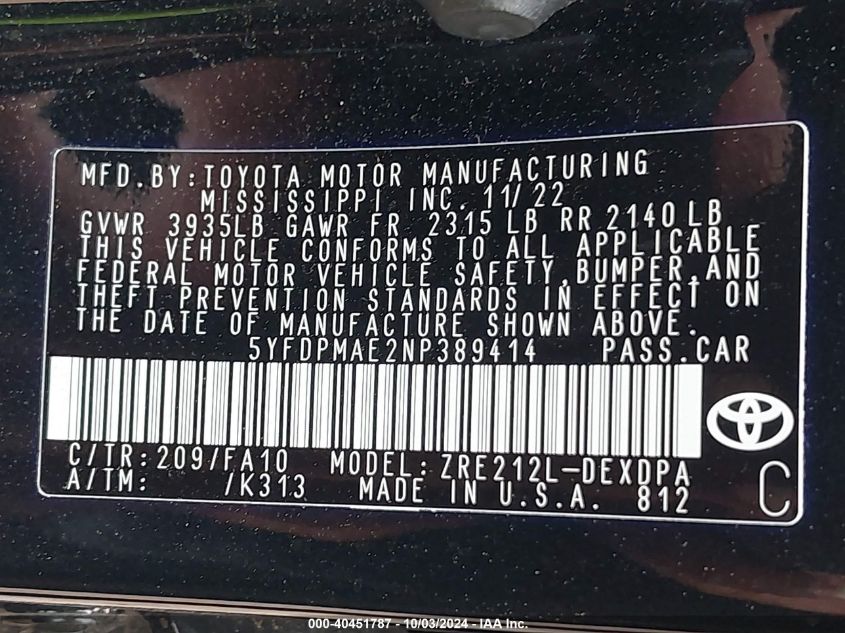 MFD.BY:TOYOTA MOTOR MANUFACTURING
MISSISSIPPI INC. 11/22
GVWR 3935LB GAWR FR 2315 LB RR 2140LB
THIS VEHICLE CONFORMS TO ALL APPLICABLE
FEDERAL MOTOR VEHICLE SAFETY,BUMPER,AND
THEFT PREVENTION STANDARDS IN EFFECT ON
THE DATE OF MANUFACTURE SHOWN ABOVE.
5YFDPMAE2NP389414 PASS.CAR
C/TR:209/FA10 MODEL:ZRE212L-DEXDPA
A/TM: /K313 MADE IN U.S.A. 812 C
000-40451787 - 10/03/2024 - IAA Inc.